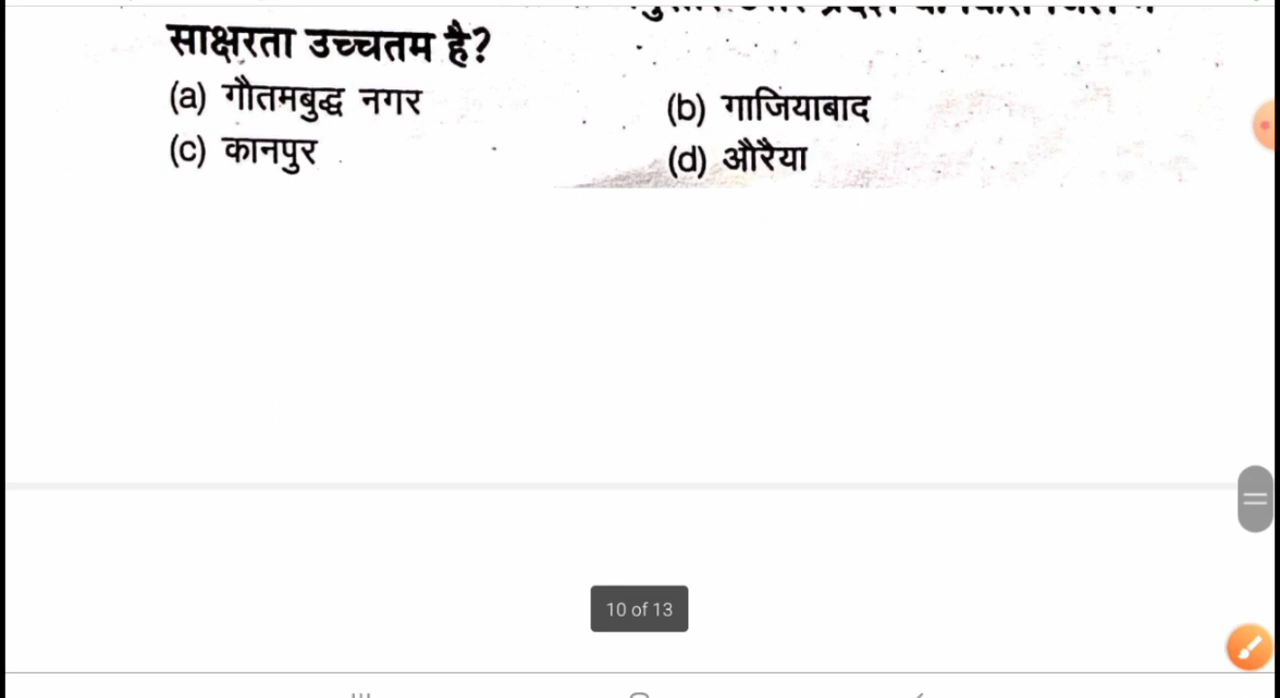 साक्षरता उच्चतम है?
(a) गौतमबुद्ध नगर
(b) गाजियाबाद
(c) कानपुर
(d) औरैया
10 of 13